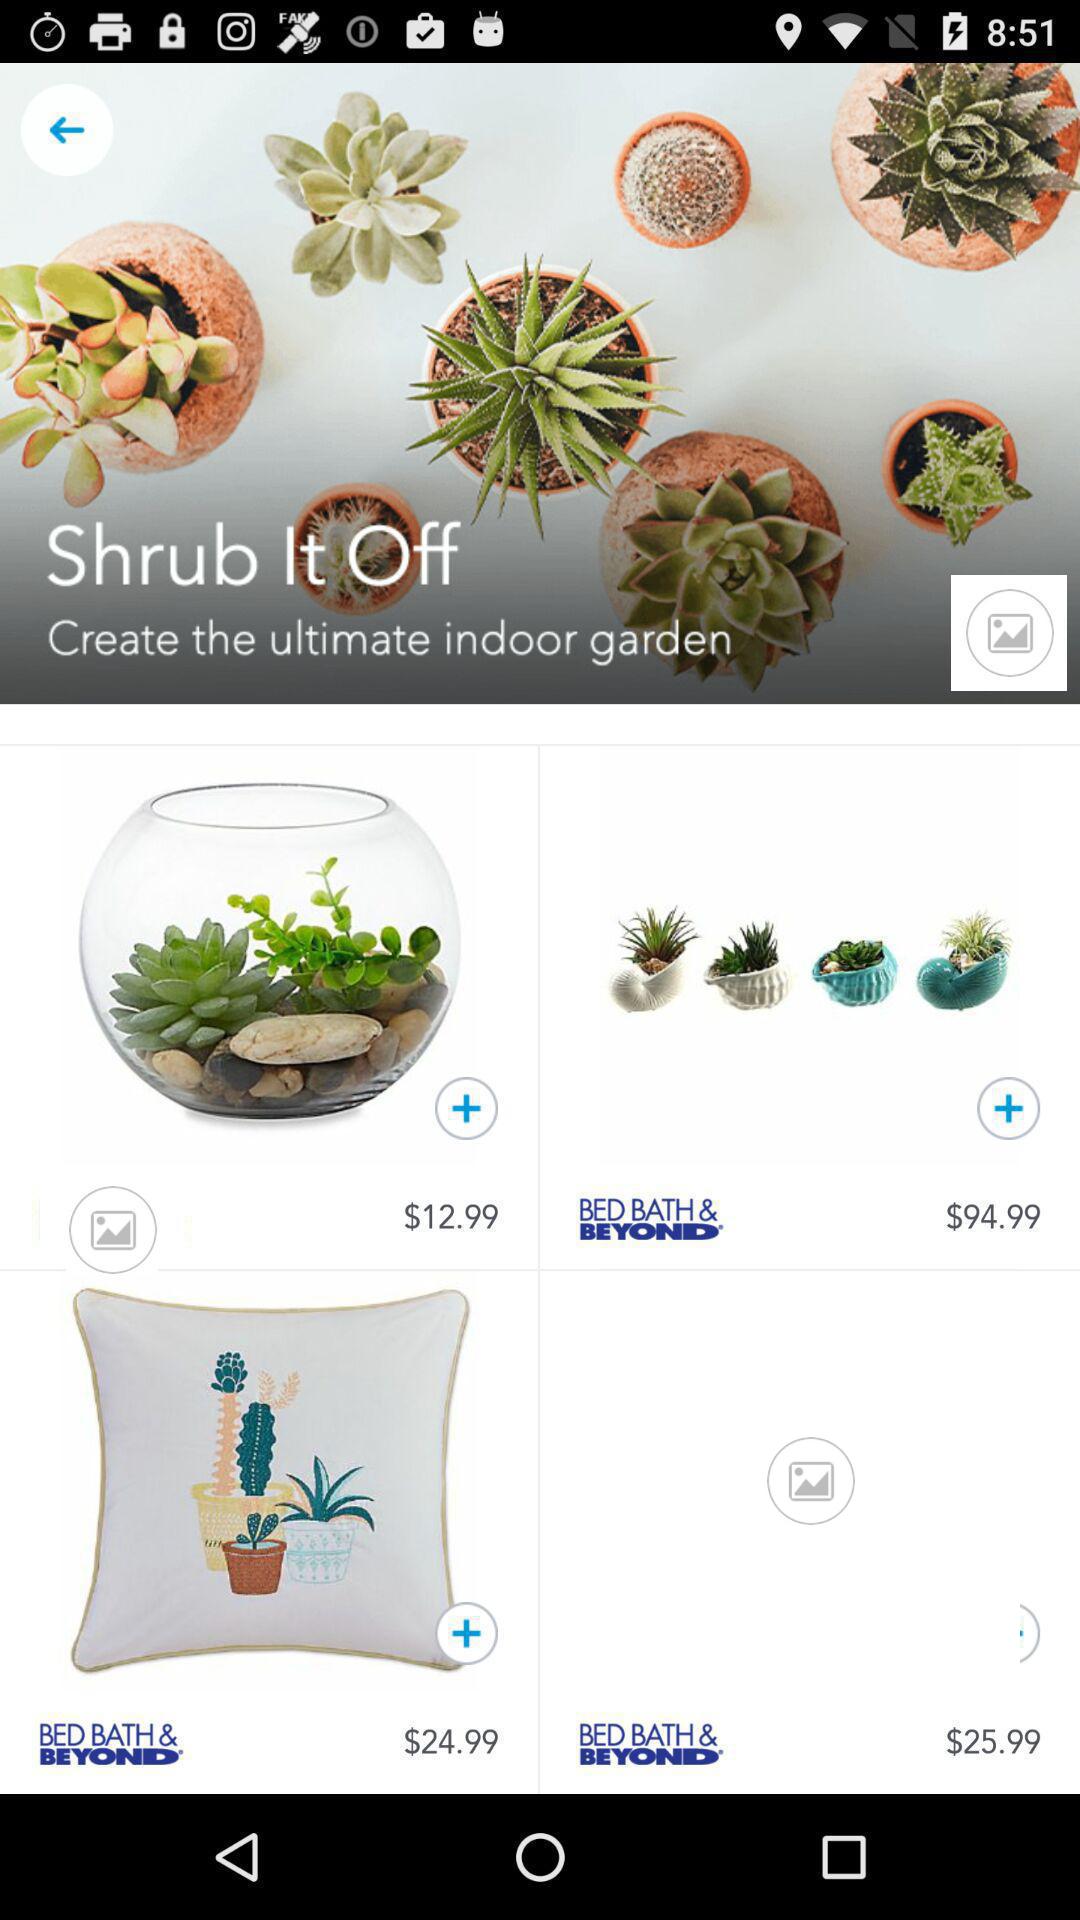 FAKE
8:51
Shrub It Off
Create the ultimate indoor garden
$12.99
BED BATH &
BEYOND
$94.99
BED BATH &
BEYOND
$24.99
BED BATH &
BEYOND
$25.99